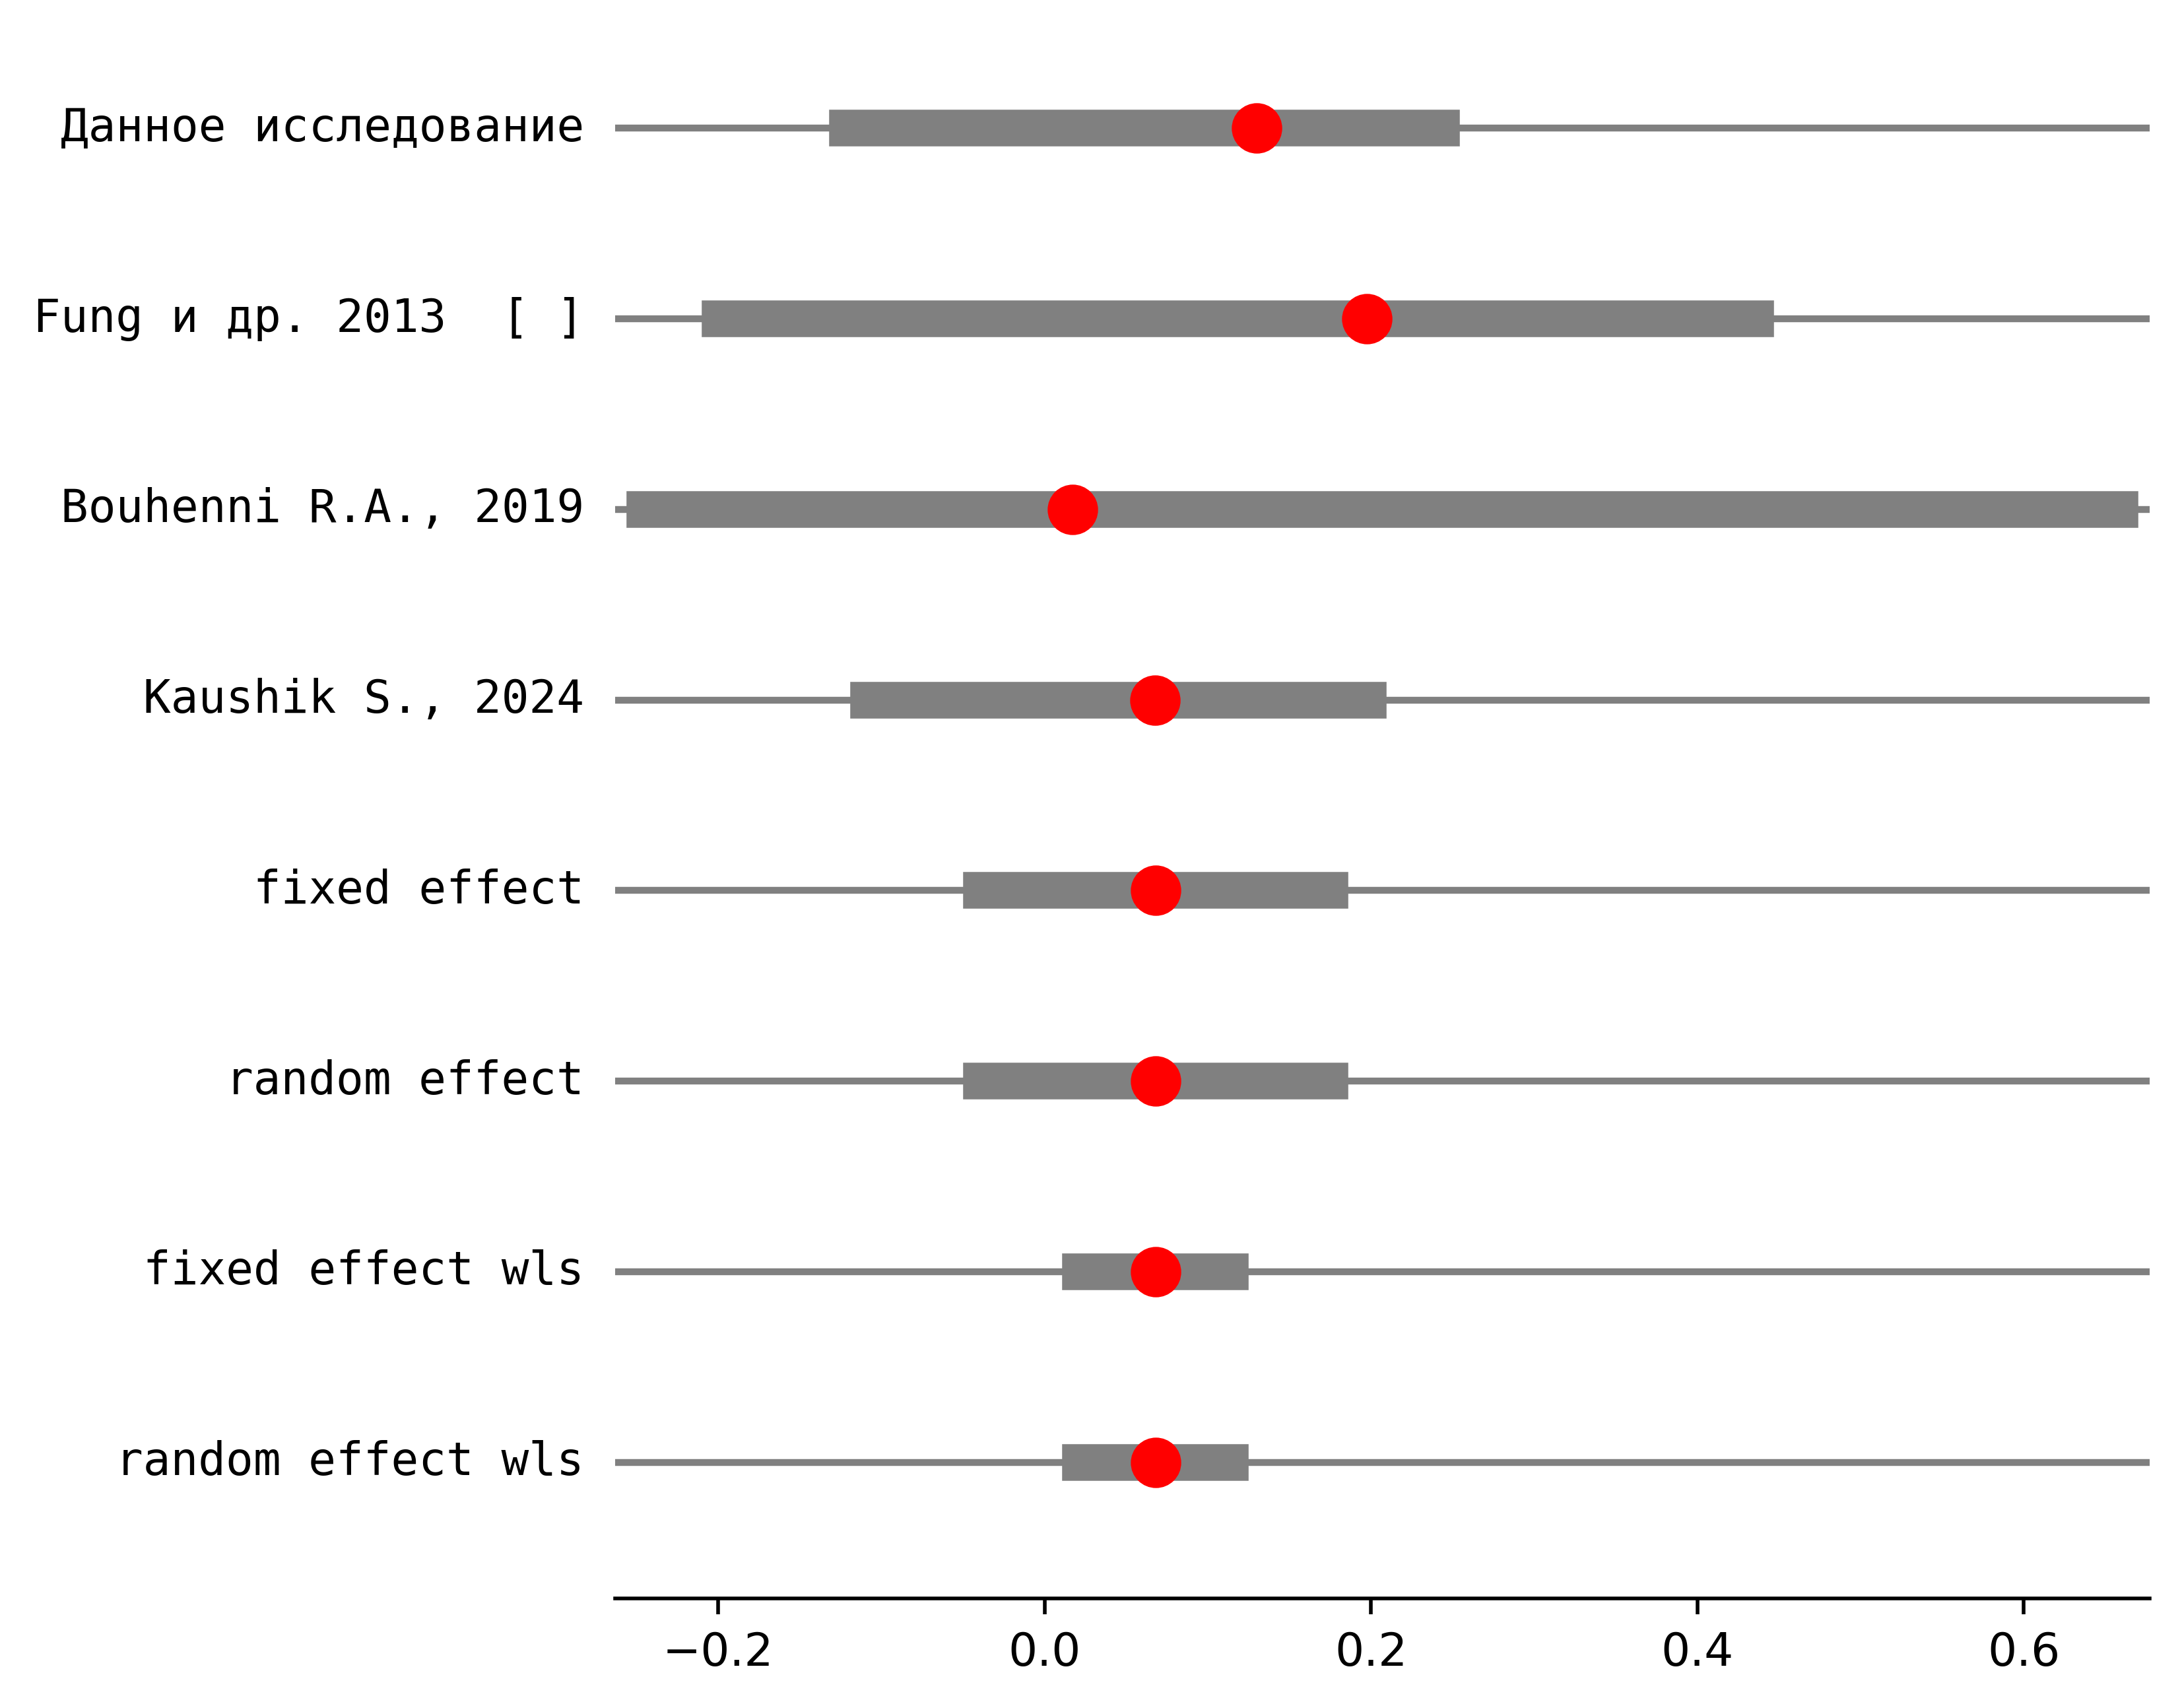 Данное исследование
Fung и др. 2013  [ ]
Bouhenni R.A., 2019
Kaushik S., 2024
fixed effect
random effect
fixed effect wls
random effect wls
−0.2 0.0 0.2 0.4 0.6